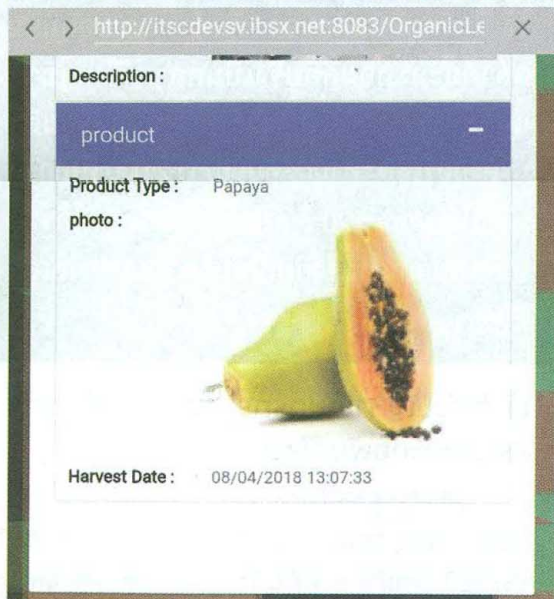 http://itscdevsv.ibsx.net:8083/OrganicLe
Description :
product
Product Type : Papaya
photo :
Harvest Date : 08/04/2018 13:07:33